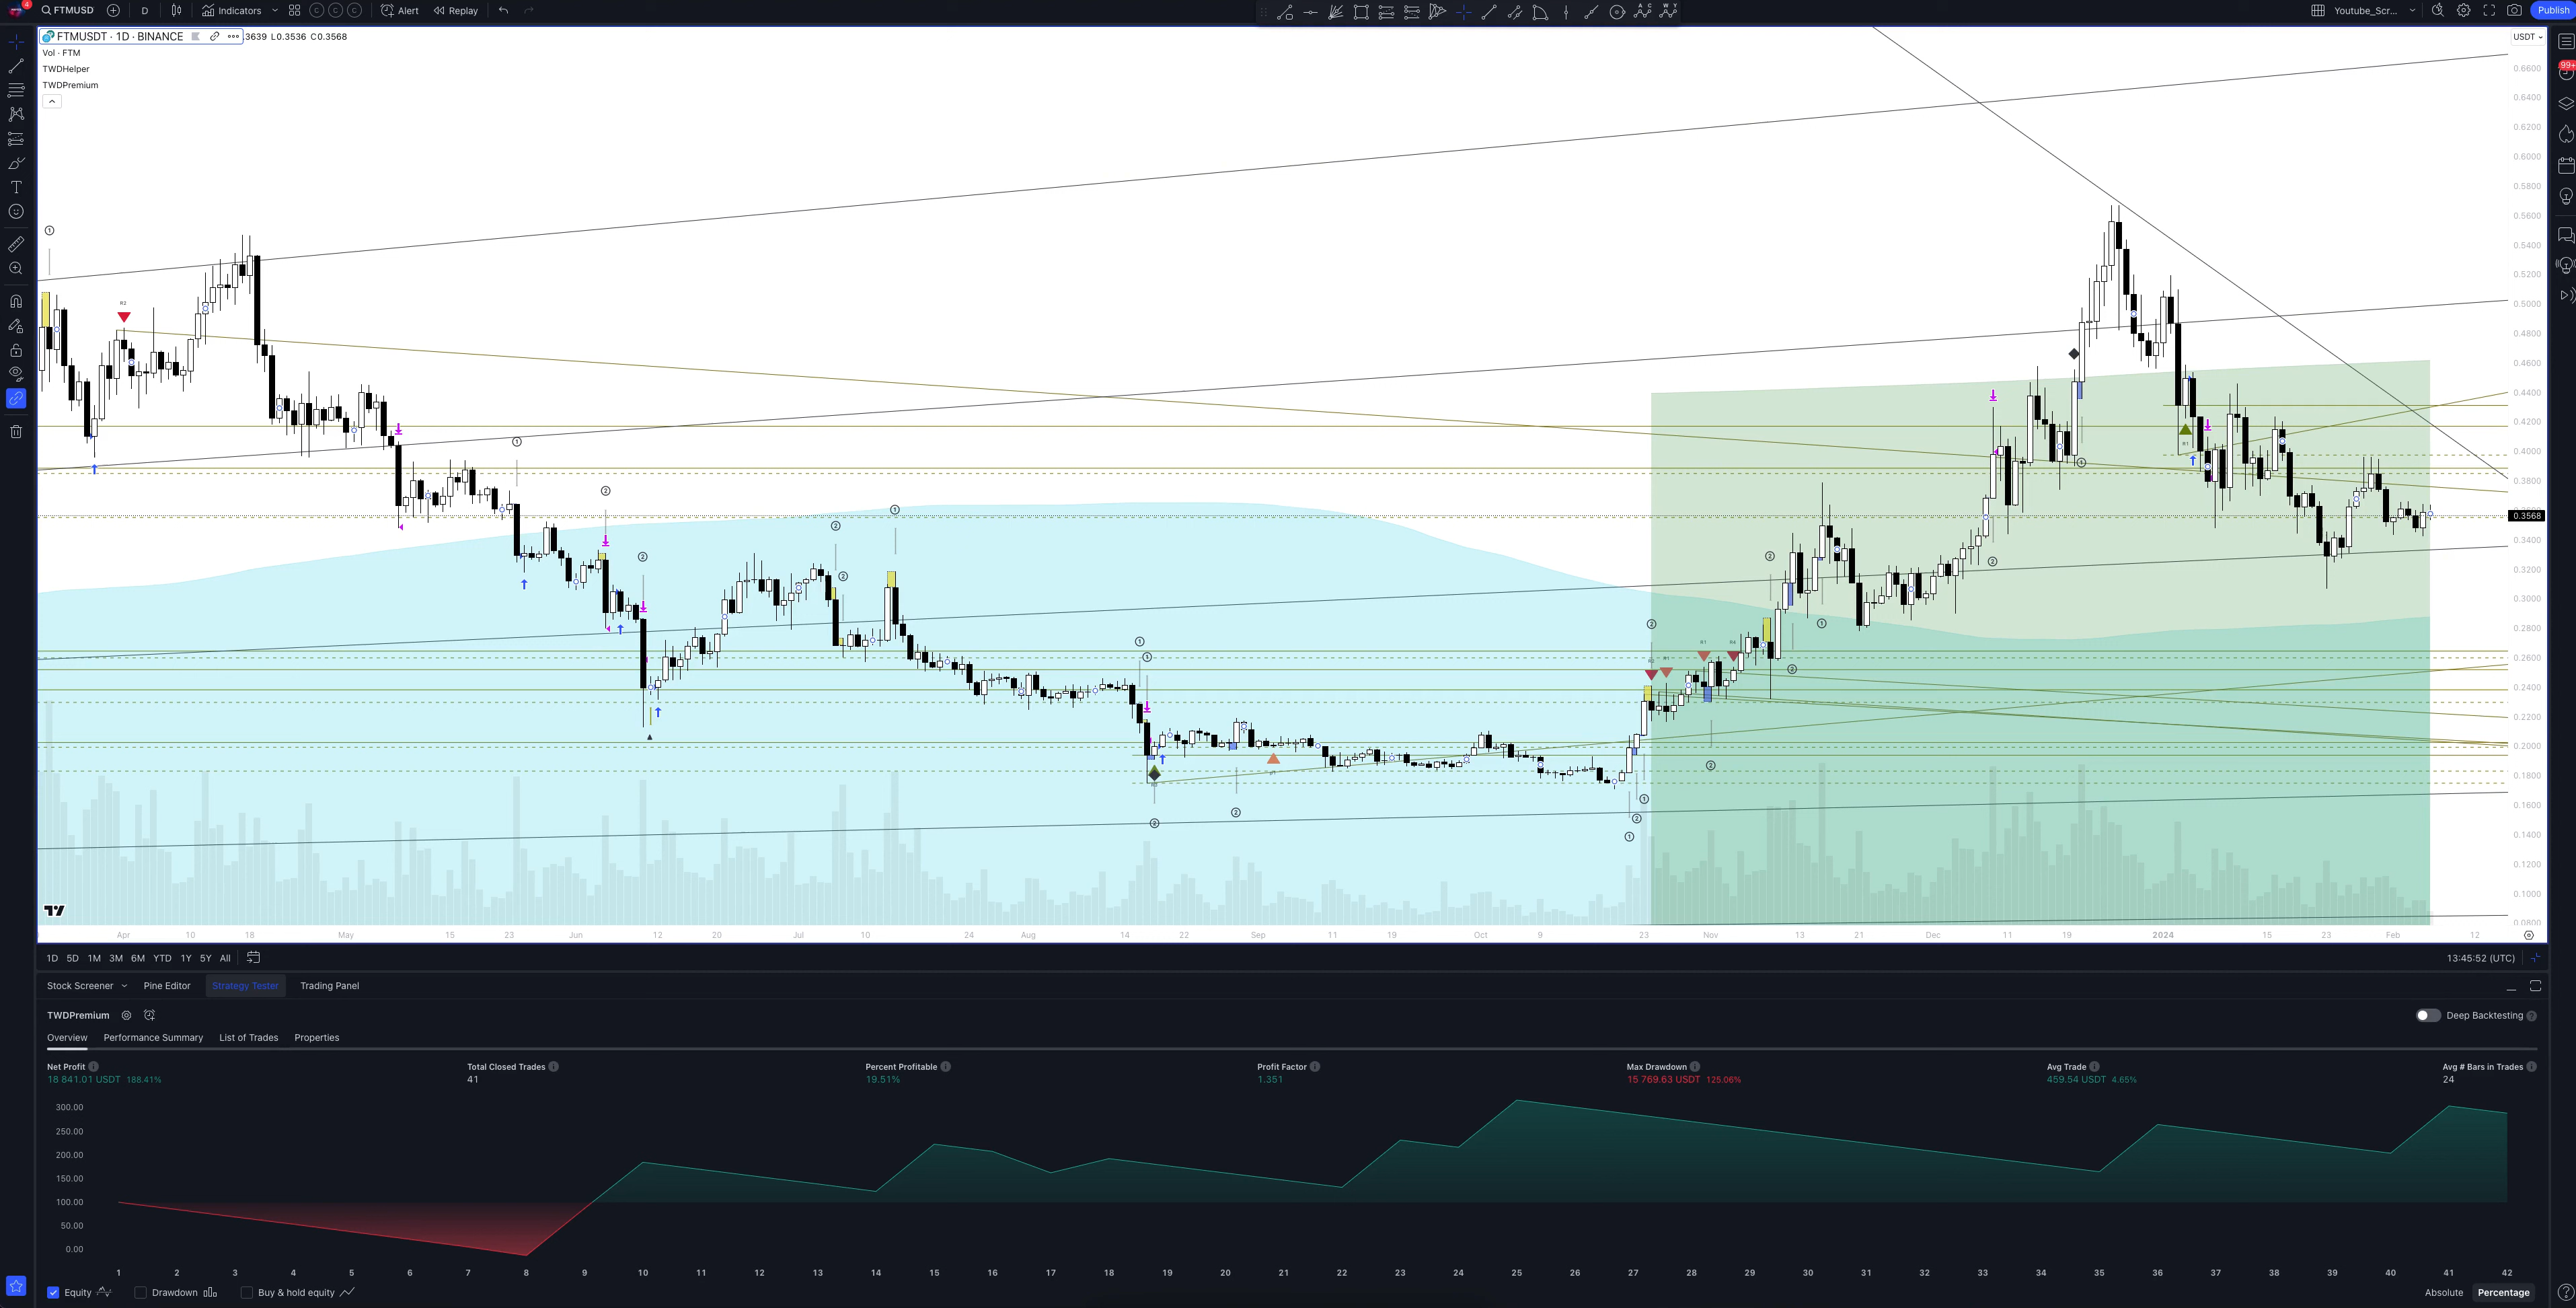 4 FTMUSD D Indicators Alert Replay Youtube_Scr... Publish
FTMUSDT · 1D · BINANCE 3639 L0.3536 C0.3568 USDT
Vol · FTM
TWDHelper
TWDPremium
99+
0.6600
0.6400
0.6200
0.6000
0.5800
0.5600
0.5400
0.5200
0.5000
0.4800
0.4600
0.4400
0.4200
0.4000
0.3800
0.3568
0.3400
0.3200
0.3000
0.2800
0.2600
0.2400
0.2200
0.2000
0.1800
0.1600
0.1400
0.1200
0.1000
0.0800
Apr 10 18 May 15 23 Jun 12 20 Jul 10 24 Aug 14 22 Sep 11 19 Oct 9 23 Nov 13 21 Dec 11 19 2024 15 23 Feb 12
1D 5D 1M 3M 6M YTD 1Y 5Y All 13:45:52 (UTC)
Stock Screener Pine Editor Strategy Tester Trading Panel
TWDPremium Deep Backtesting
Overview Performance Summary List of Trades Properties
Net Profit Total Closed Trades Percent Profitable Profit Factor Max Drawdown Avg Trade Avg # Bars in Trades
18 841.01 USDT 188.41% 41 19.51% 1.351 15 769.63 USDT 125.06% 459.54 USDT 4.65% 24
300.00
250.00
200.00
150.00
100.00
50.00
0.00
1 2 3 4 5 6 7 8 9 10 11 12 13 14 15 16 17 18 19 20 21 22 23 24 25 26 27 28 29 30 31 32 33 34 35 36 37 38 39 40 41 42
Equity Drawdown Buy & hold equity Absolute Percentage